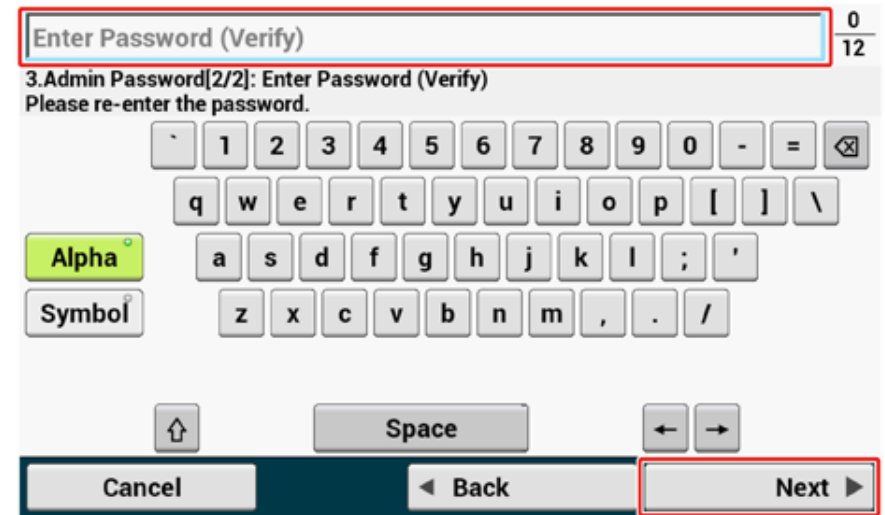 Enter Password (Verify)
0
12
3.Admin Password[2/2]: Enter Password (Verify)
Please re-enter the password.
` 1 2 3 4 5 6 7 8 9 0 - =
q w e r t y u i o p [ ] \
Alpha a s d f g h j k l ; '
Symbol z x c v b n m , . /
Space ← →
Cancel ◀ Back Next ▶